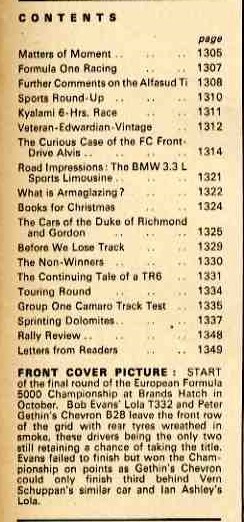 CONTENTS
page
Matters of Moment .. .. .. 1305
Formula One Racing .. .. 1307
Further Comments on the Alfasud Ti 1308
Sports Round-Up .. .. .. 1310
Kyalami 6-Hrs. Race .. .. 1311
Veteran-Edwardian-Vintage .. 1312
The Curious Case of the FC Front-
Drive Alvis .. .. .. .. 1314
Road Impressions: The BMW 3.3 L
Sports Limousine .. .. .. 1321
What is Armaglazing? .. .. 1322
Books for Christmas .. .. 1324
The Cars of the Duke of Richmond
and Gordon .. .. .. 1325
Before We Lose Track .. .. 1329
The Non-Winners .. .. .. 1330
The Continuing Tale of a TR6 .. 1331
Touring Round .. .. .. 1334
Group One Camaro Track Test .. 1335
Sprinting Dolomites .. .. .. 1337
Rally Review .. .. .. .. 1348
Letters from Readers .. .. 1349
FRONT COVER PICTURE: START
of the final round of the European Formula
5000 Championship at Brands Hatch in
October. Bob Evans' Lola T332 and Peter
Gethin's Chevron B28 leave the front row
of the grid with rear tyres wreathed in
smoke, these drivers being the only two
still retaining a chance of taking the title.
Evans failed to finish but won the Cham-
pionship on points as Gethin's Chevron
could only finish third behind Vern
Schuppan's similar car and Ian Ashley's
Lola.